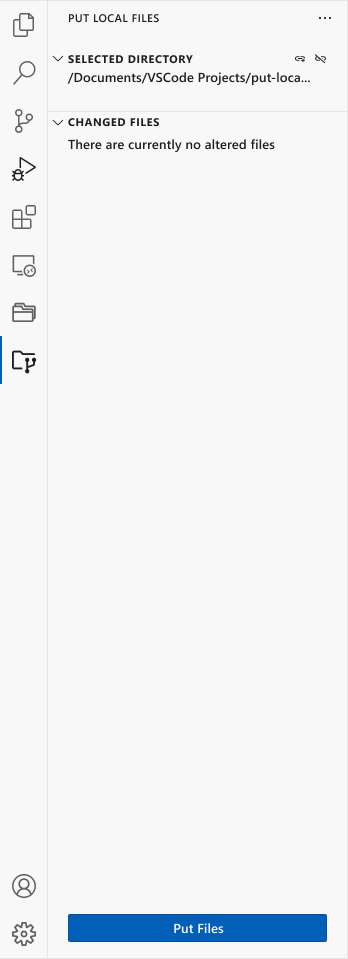 PUT LOCAL FILES
SELECTED DIRECTORY
/Documents/VSCode Projects/put-loca...
CHANGED FILES
There are currently no altered files
Put Files